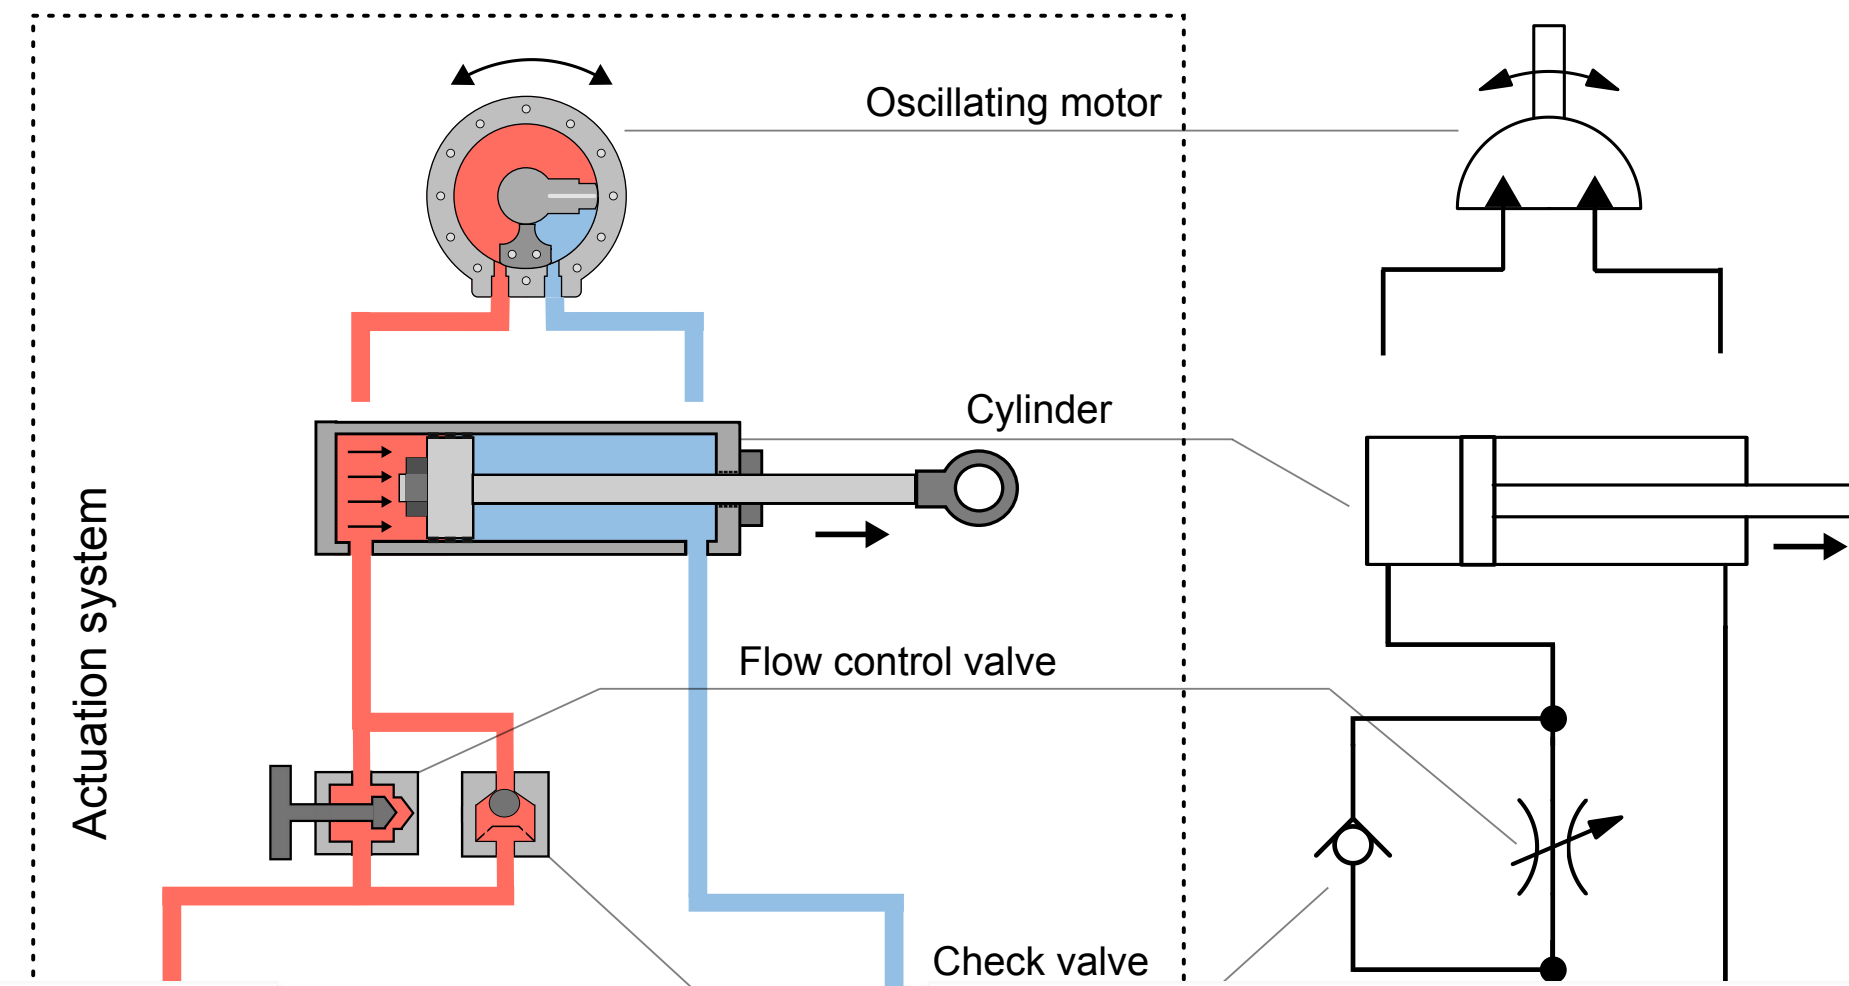 Oscillating motor
Cylinder
Actuation system
Flow control valve
Check valve